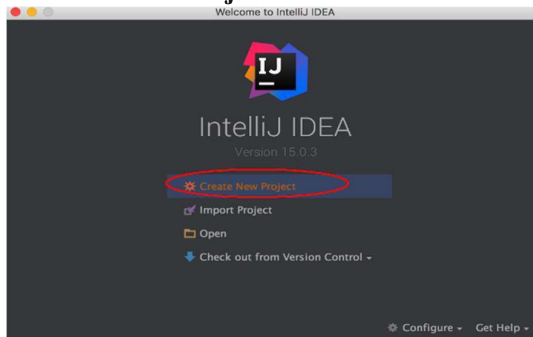 Welcome to IntelliJ IDEA
IJ
IntelliJ IDEA
Version 15.0.3
Create New Project
Import Project
Open
Check out from Version Control
Configure
Get Help